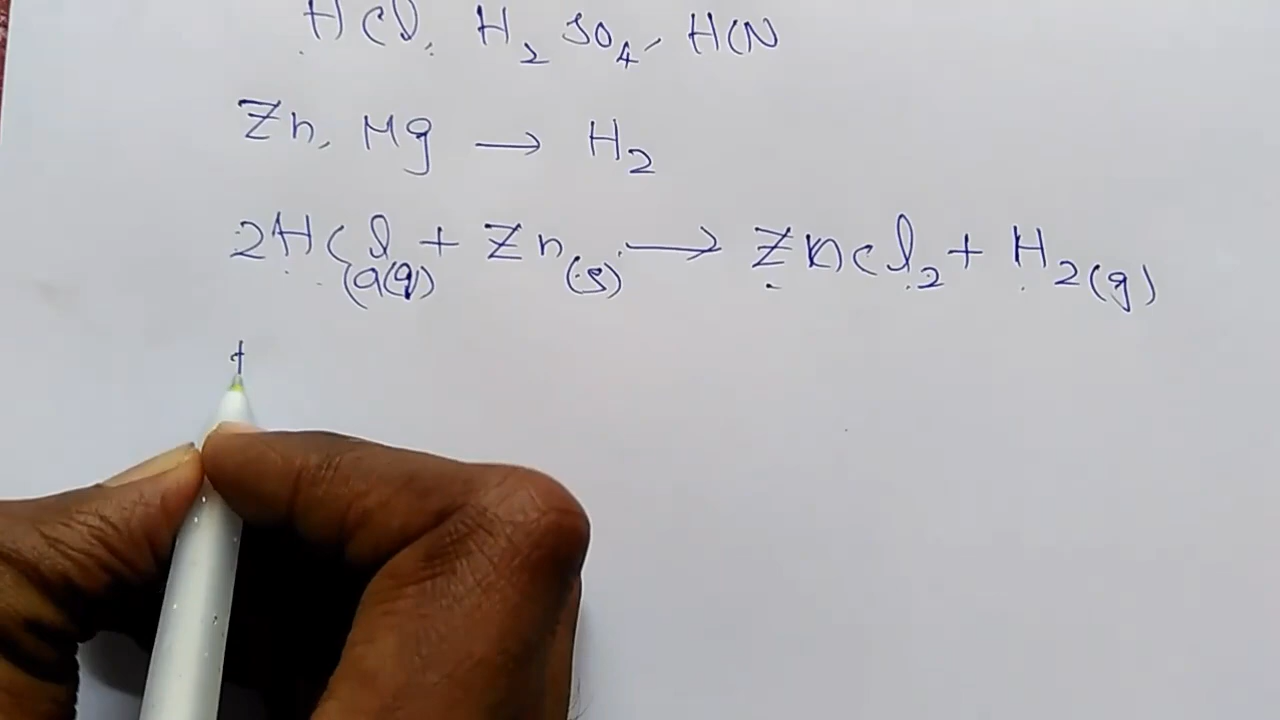 HCl, H2SO4, HCN
Zn, Mg → H2
2HCl(aq) + Zn(s) → ZnCl2 + H2(g)